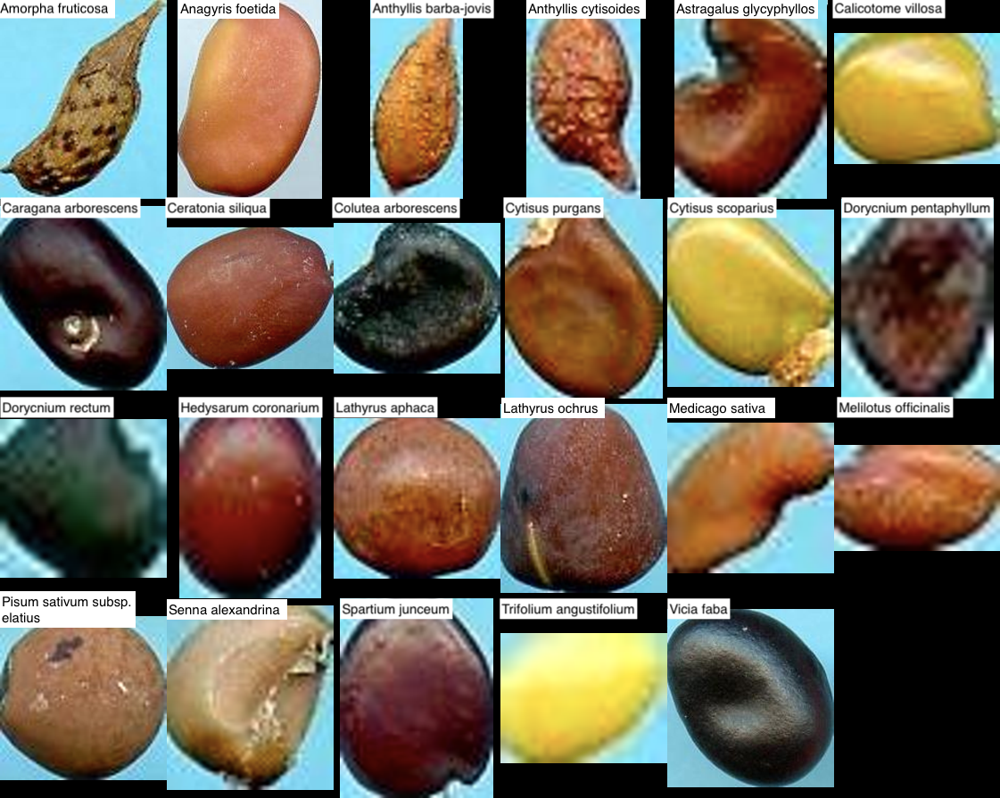 Amorpha fruticosa
Anagyris foetida
Anthyllis barba-jovis
Anthyllis cytisoides
Astragalus glycyphyllos
Calicotome villosa
Caragana arborescens
Ceratonia siliqua
Colutea arborescens
Cytisus purgans
Cytisus scoparius
Dorycnium pentaphyllum
Dorycnium rectum
Hedysarum coronarium
Lathyrus aphaca
Lathyrus ochrus
Medicago sativa
Melilotus officinalis
Pisum sativum subsp.
elatius
Senna alexandrina
Spartium junceum
Trifolium angustifolium
Vicia faba